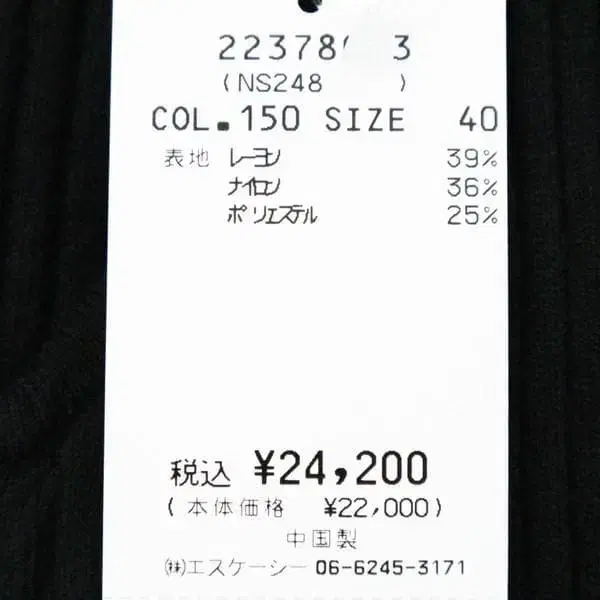 22378 3
(NS248 )
COL. 150 SIZE 40
表地 レーヨン 39%
ナイロン 36%
ポリエステル 25%
税込 ¥24,200
(本体価格 ¥22,000)
中国製
㈱エスケーシー 06-6245-3171